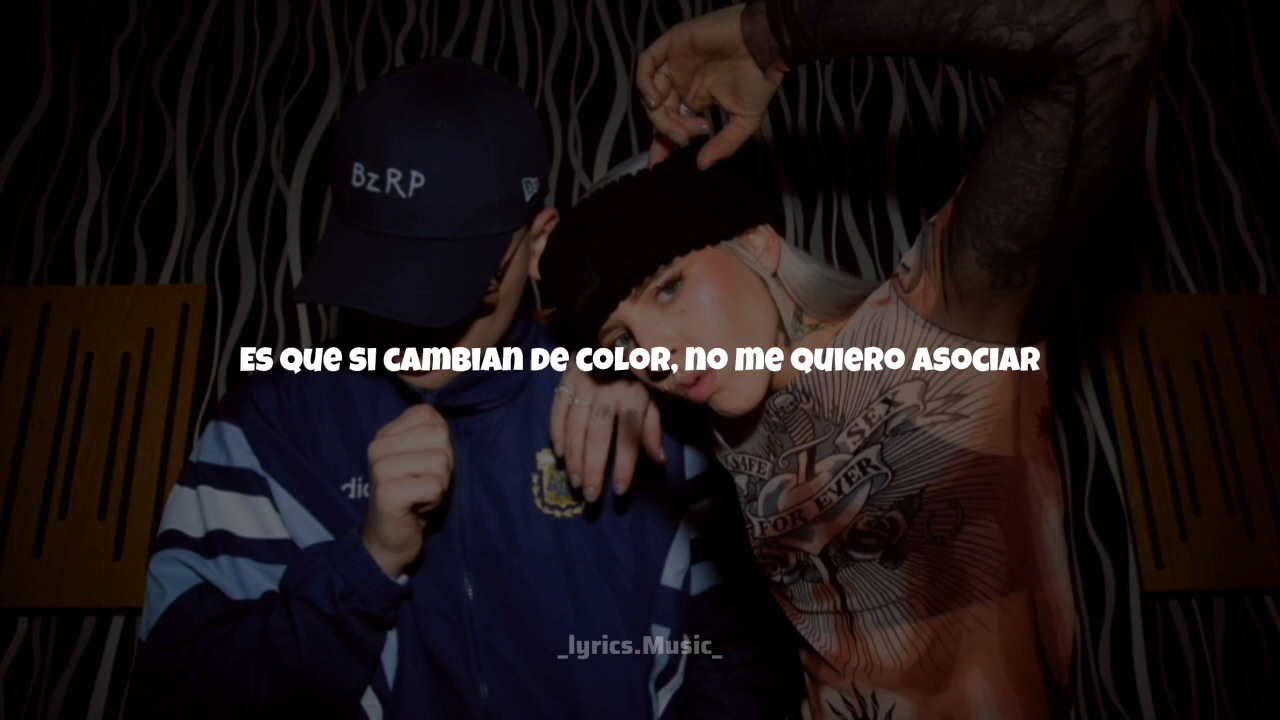 BZRP
Es que si cambian de color, no me quiero asociar
SAFE
SEX
FOR EVER
_lyrics.Music_